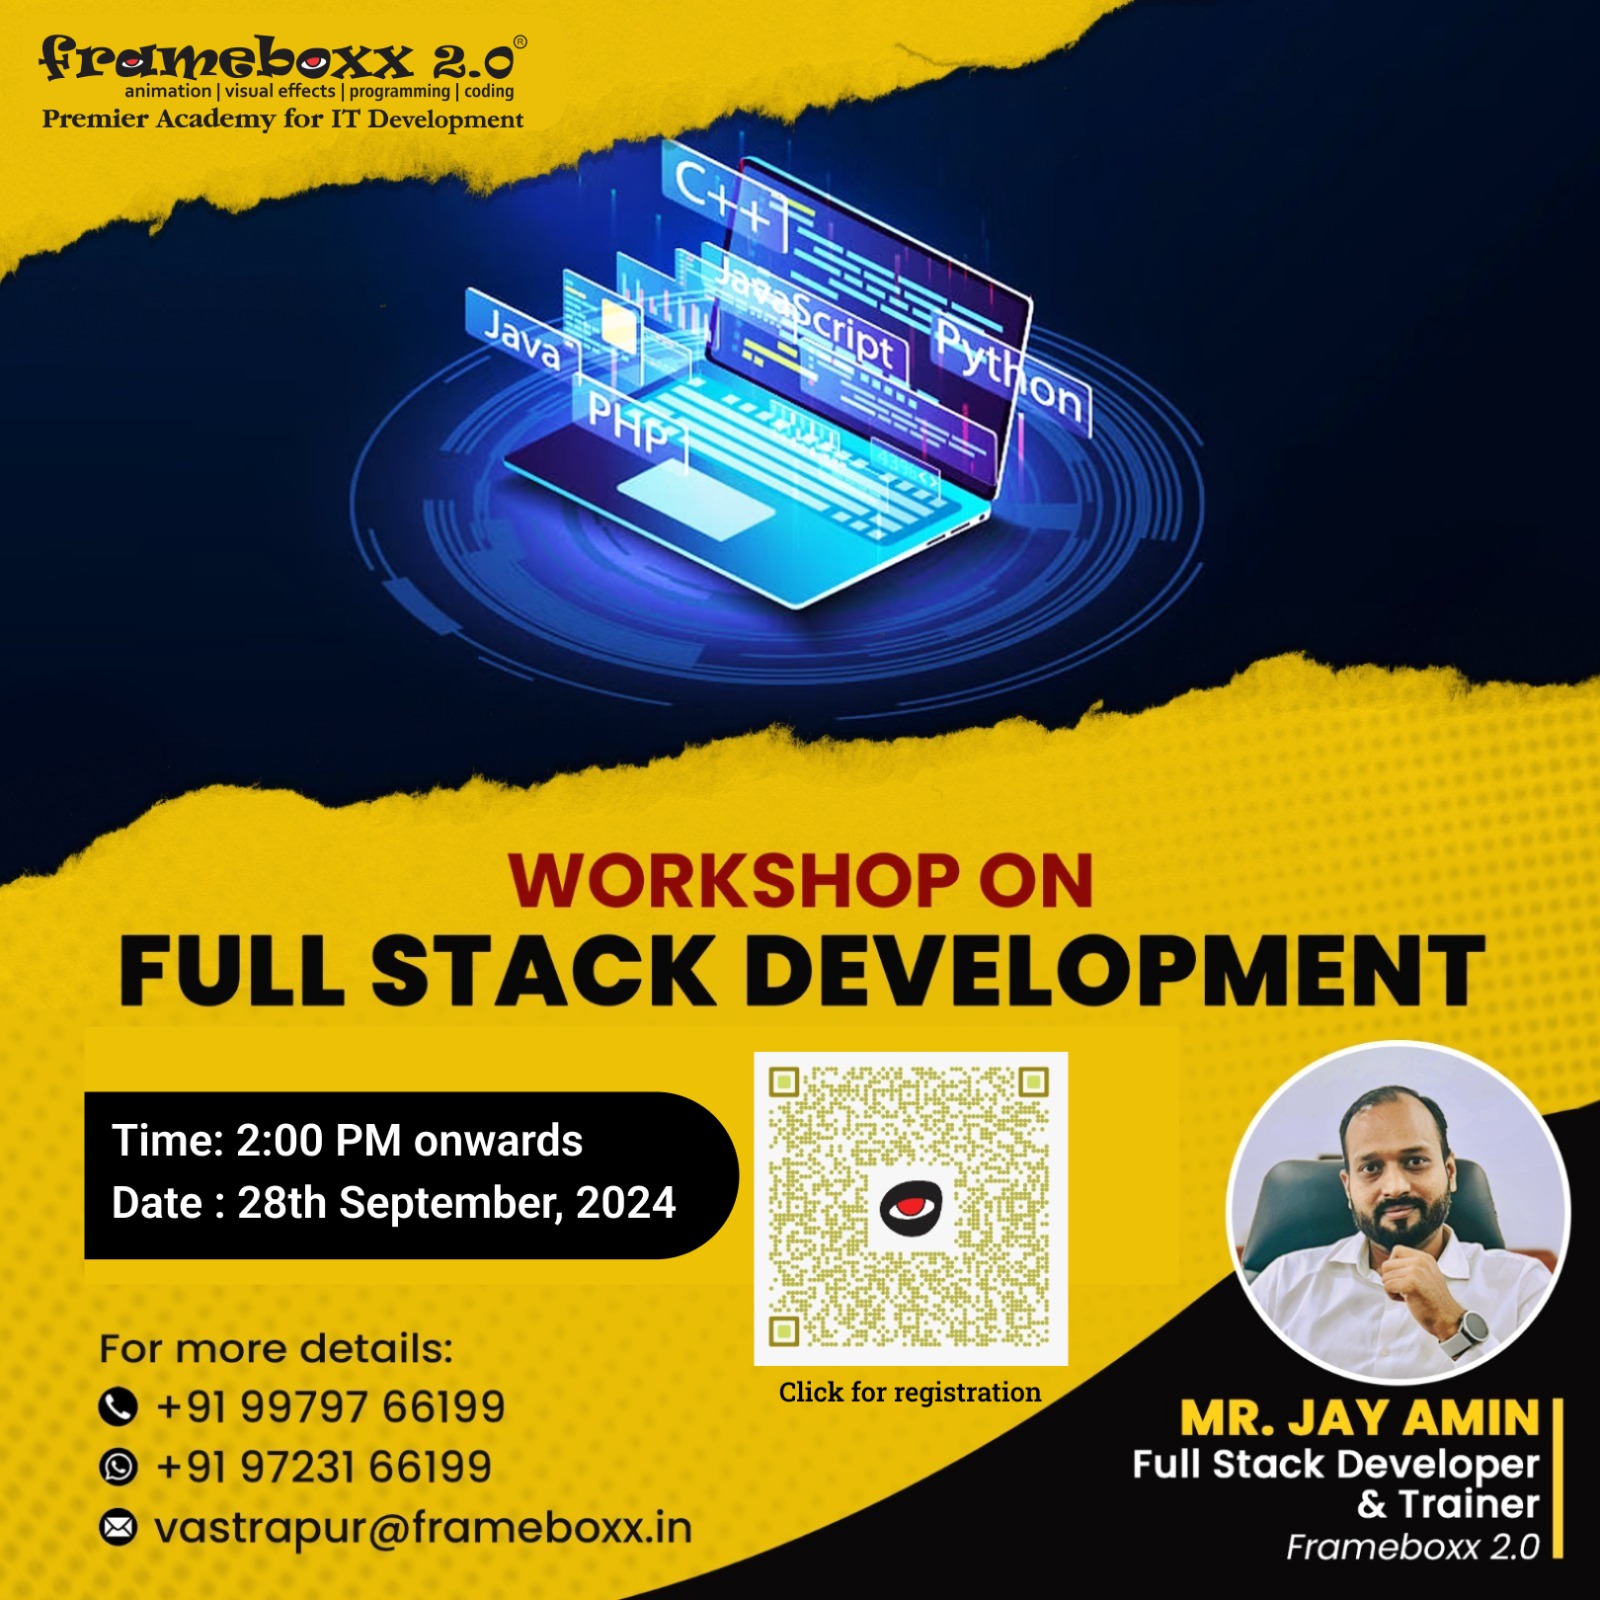 frameboxx 2.0®
animation | visual effects | programming | coding
Premier Academy for IT Development
C++
JavaScript
Python
Java
PHP
WORKSHOP ON
FULL STACK DEVELOPMENT
Time: 2:00 PM onwards
Date : 28th September, 2024
For more details:
+91 99797 66199
+91 97231 66199
vastrapur@frameboxx.in
Click for registration
MR. JAY AMIN
Full Stack Developer
& Trainer
Frameboxx 2.0